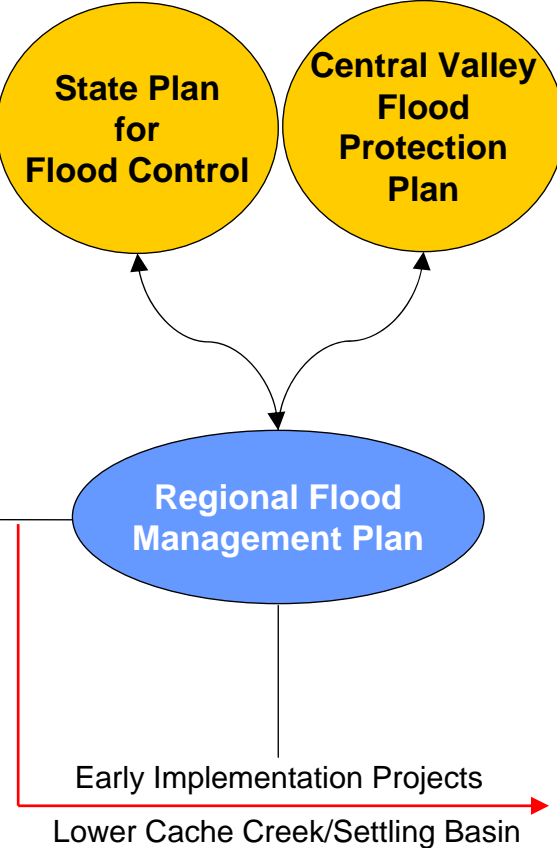 State Plan
for
Flood Control
Central Valley
Flood
Protection
Plan
Regional Flood
Management Plan
Early Implementation Projects
Lower Cache Creek/Settling Basin